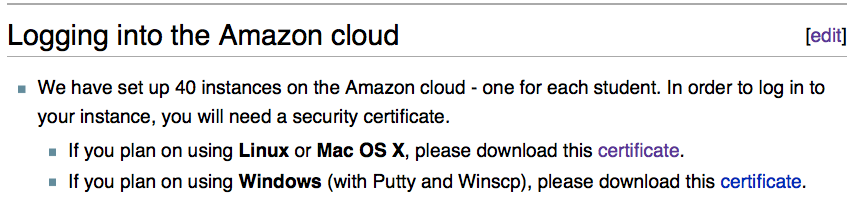 Logging into the Amazon cloud [edit]
We have set up 40 instances on the Amazon cloud - one for each student. In order to log in to
your instance, you will need a security certificate.
If you plan on using Linux or Mac OS X, please download this certificate.
If you plan on using Windows (with Putty and Winscp), please download this certificate.